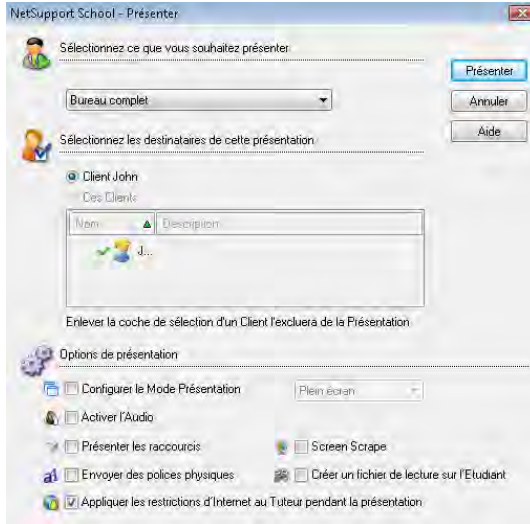 NetSupport School - Présenter
Sélectionnez ce que vous souhaitez présenter
Présenter
Bureau complet
Annuler
Aide
Sélectionnez les destinataires de cette présentation
Client John
Ces Clients
Nom Description
J...
Enlever la coche de sélection d'un Client l'excluera de la Présentation
Options de présentation
Configurer le Mode Présentation Plein écran
Activer l'Audio
Présenter les raccourcis Screen Scrape
Envoyer des polices physiques Créer un fichier de lecture sur l'Etudiant
Appliquer les restrictions d'Internet au Tuteur pendant la présentation